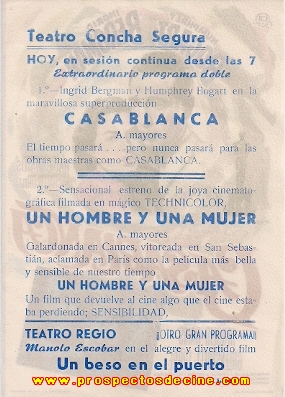 Teatro Concha Segura
HOY, en sesión continua desde las 7
Extraordinario programa doble
1.º—Ingrid Bergman y Humphrey Bogart en la
maravillosa superproducción
CASABLANCA
A. mayores
El tiempo pasará . . . pero nunca pasará para las
obras maestras como CASABLANCA.
2.º—Sensacional estreno de la joya cinemato-
gráfica filmada en mágico TECHNICOLOR,
UN HOMBRE Y UNA MUJER
A. mayores
Galardonada en Cannes, vitoreada en San Sebas-
tián, aclamada en París como la película más bella
y sensible de nuestro tiempo
UN HOMBRE Y UNA MUJER
Un film que devuelve al cine algo que el cine esta-
ba perdiendo; SENSIBILIDAD.
TEATRO REGIO ¡¡OTRO GRAN PROGRAMA!!
Manolo Escobar en el alegre y divertido film
Un beso en el puerto
www.prospectosdecine.com